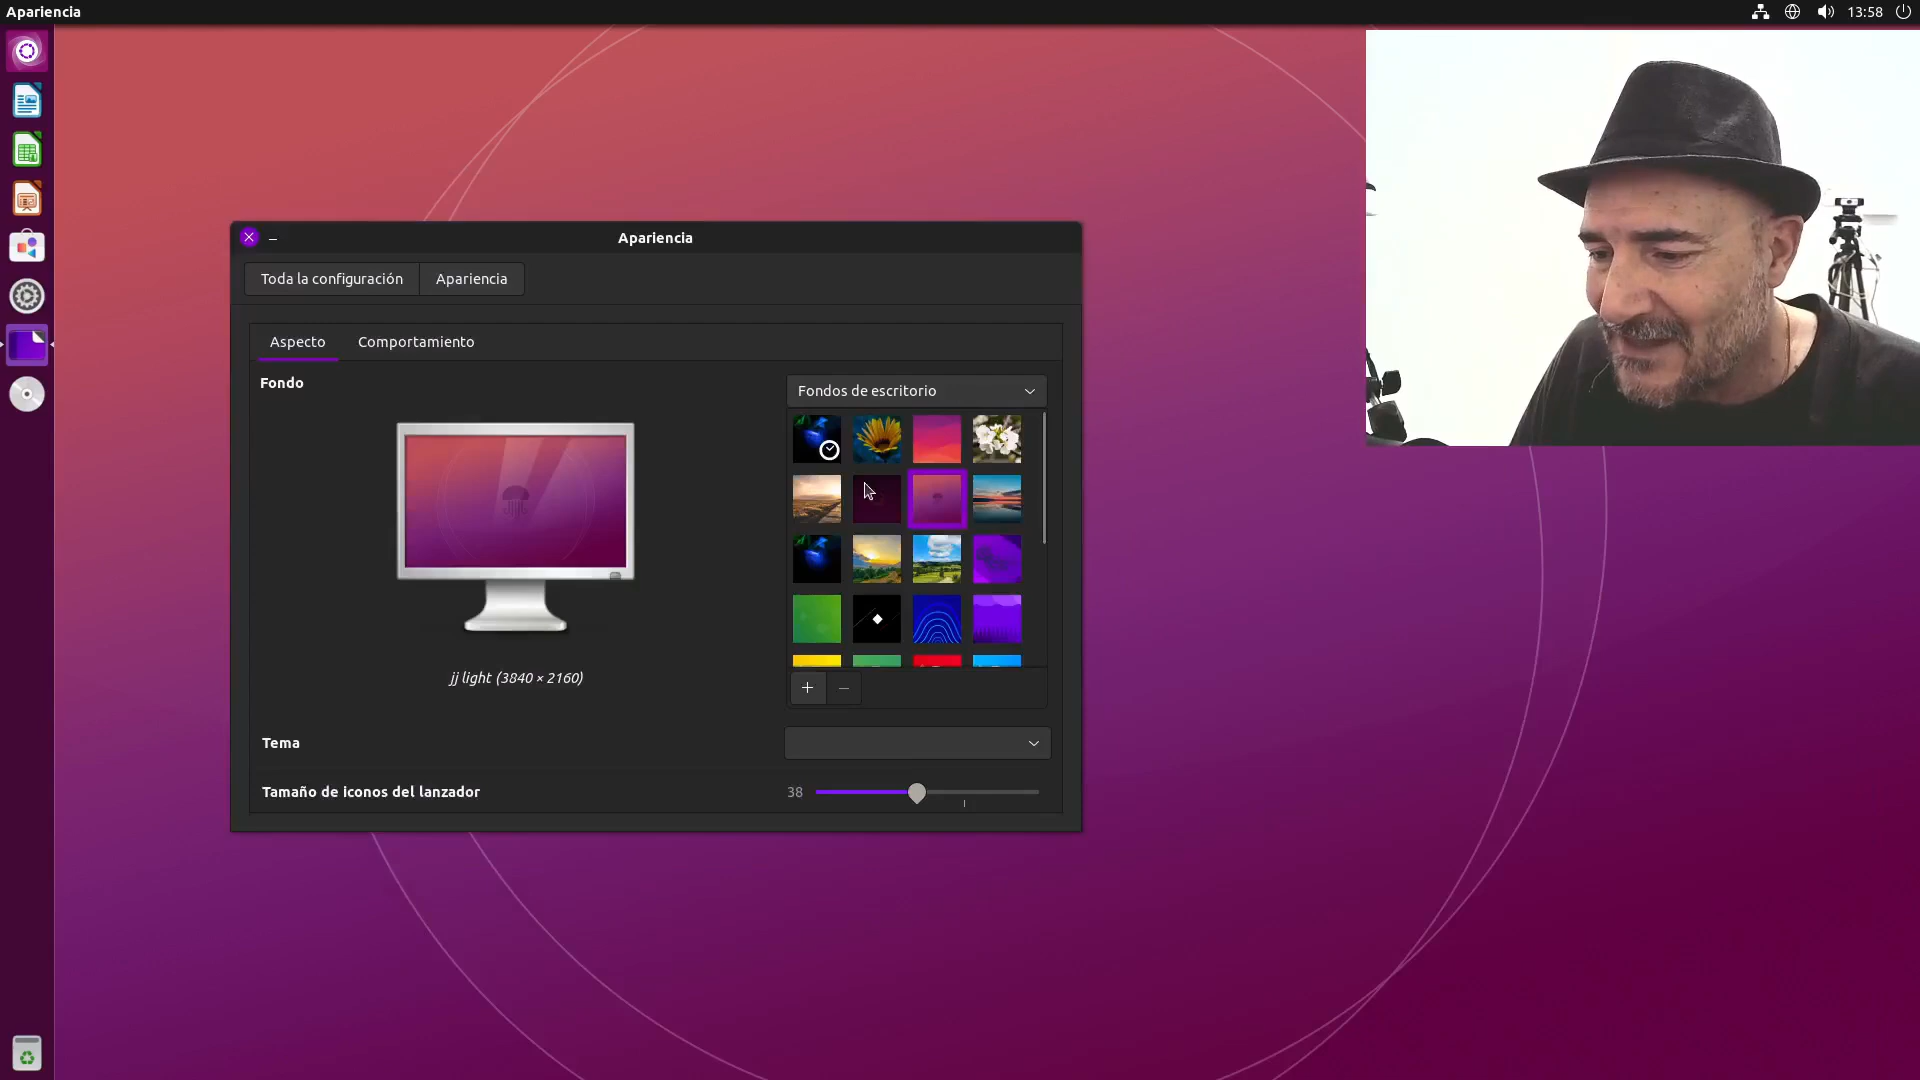 Apariencia
13:58
Apariencia
Toda la configuración
Apariencia
Aspecto
Comportamiento
Fondo
Fondos de escritorio
jj light (3840 × 2160)
Tema
Tamaño de iconos del lanzador
38